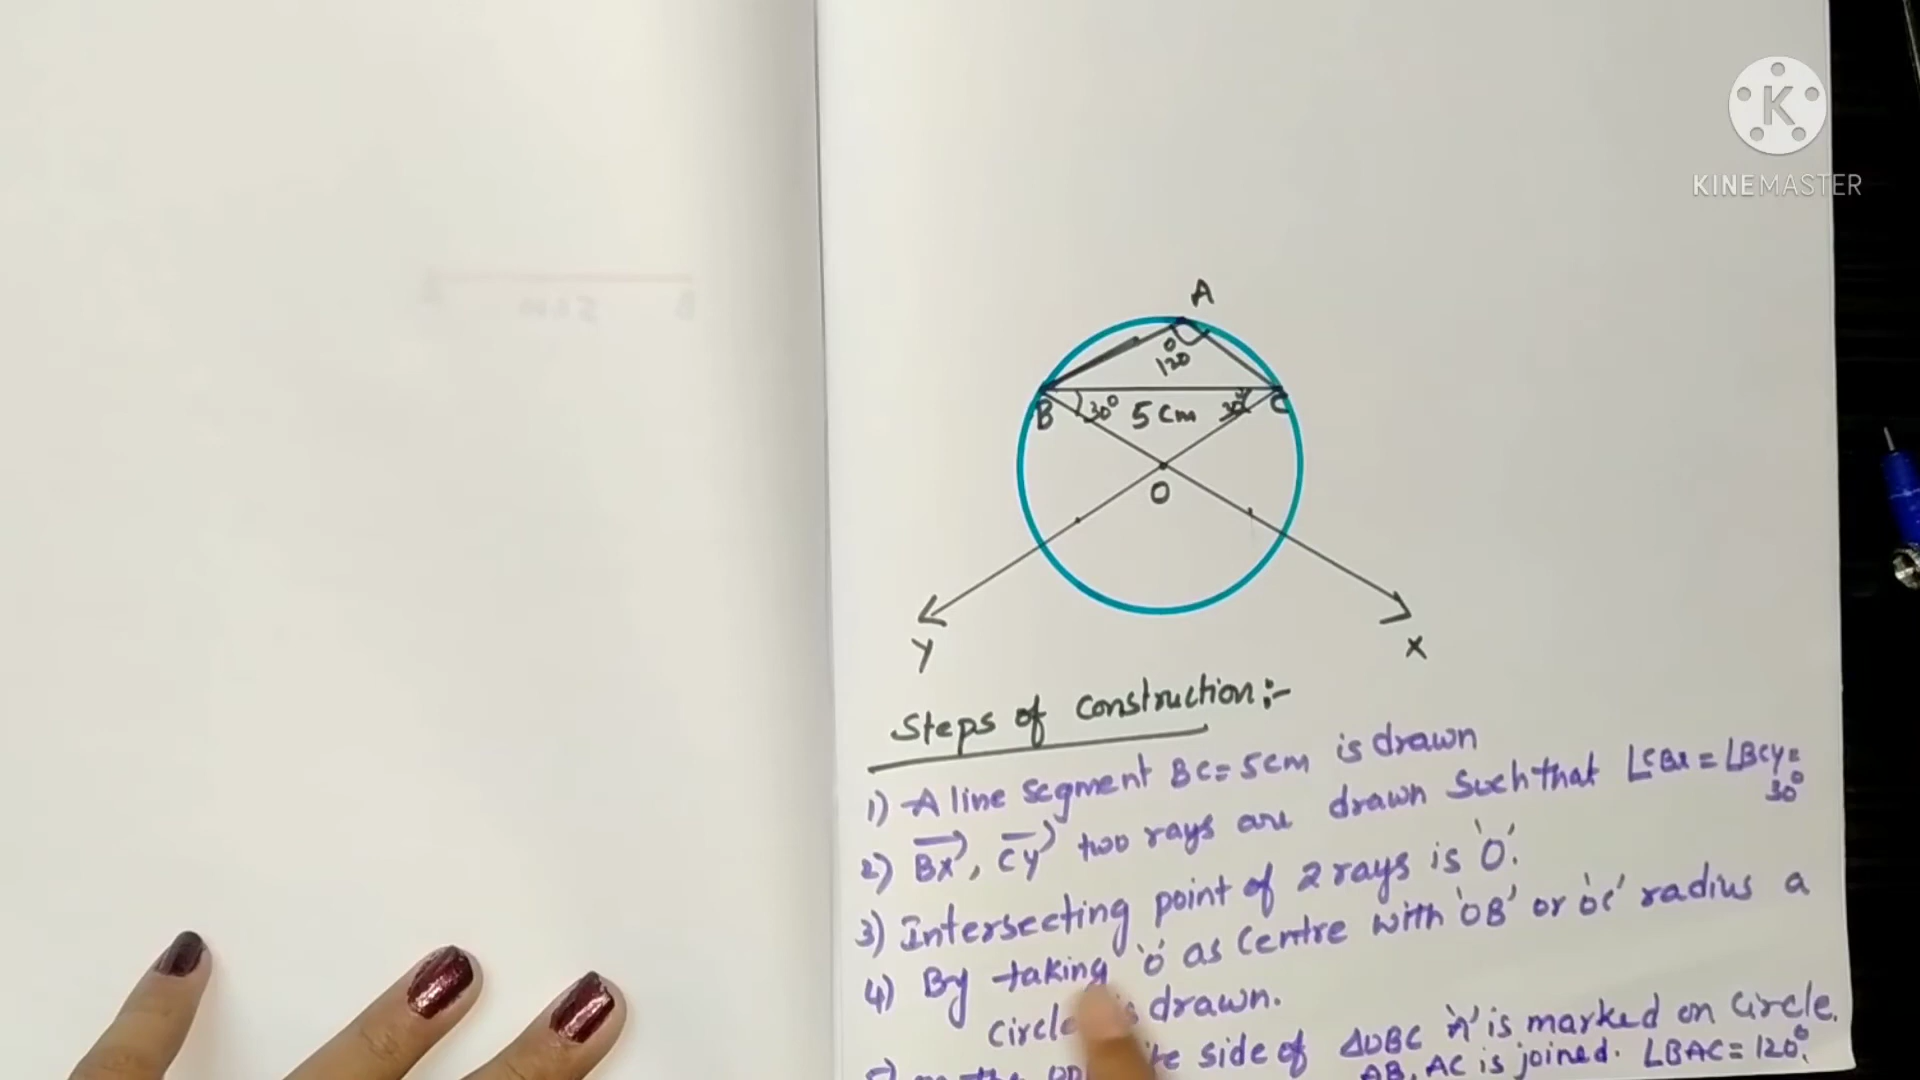 KINEMASTER
A
120°
B 30° 5 cm 30° C
O
Y X
Steps of construction:-
1) A line segment BC = 5cm is drawn
2) BX, CY two rays are drawn such that ∠CBX = ∠BCY =
30°
3) Intersecting point of 2 rays is 'O'.
4) By taking 'O' as centre with 'OB' or 'OC' radius a
circle is drawn.
side of ΔOBC 'A' is marked on circle.
AB, AC is joined. ∠BAC = 120°.